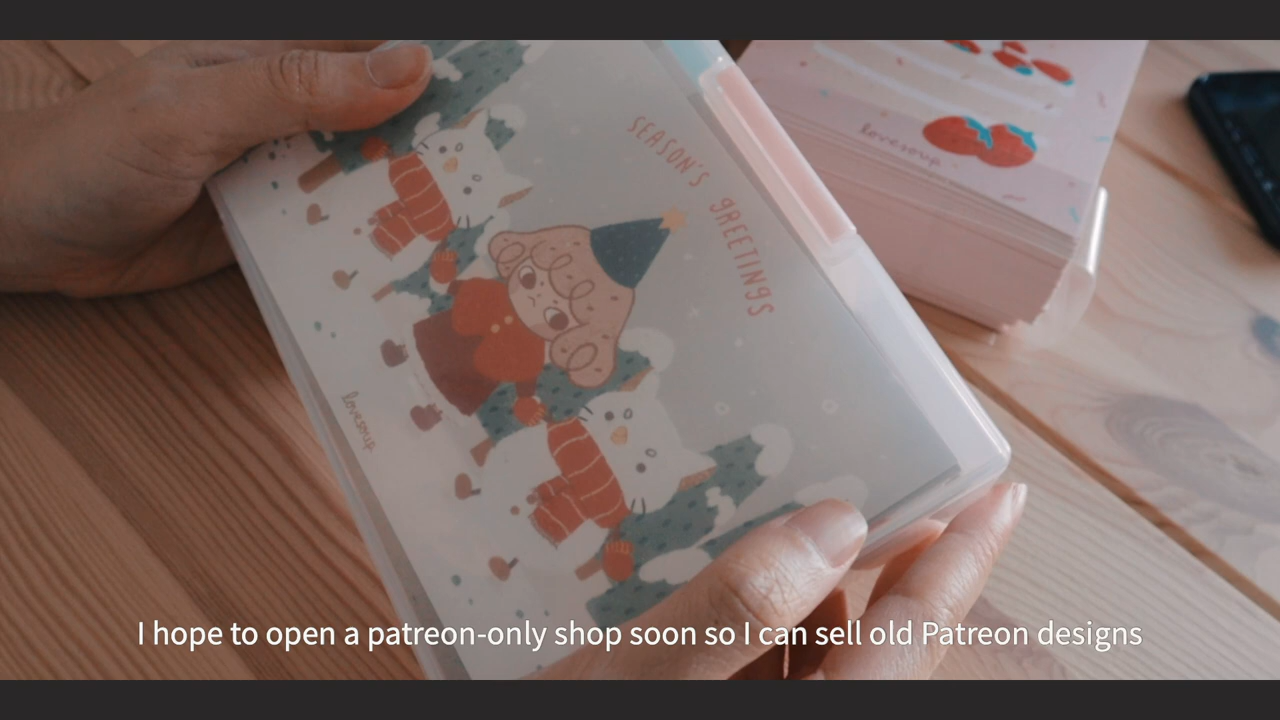 SEASON'S gREETINgS
lovesoup
lovesoup
I hope to open a patreon-only shop soon so I can sell old Patreon designs